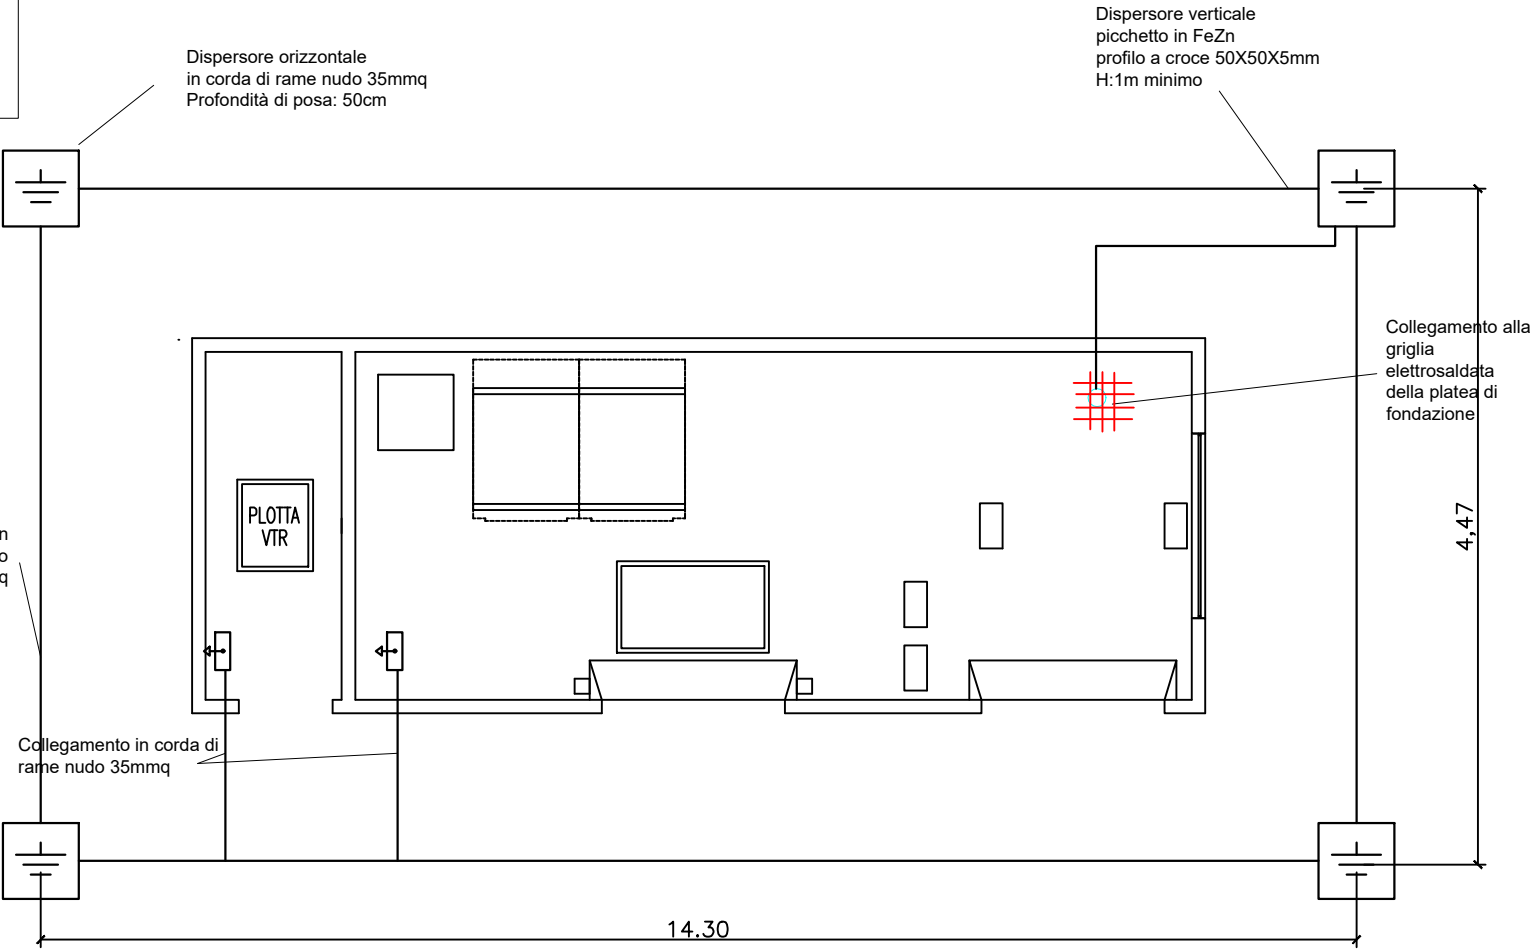 Dispersore verticale
picchetto in FeZn
profilo a croce 50X50X5mm
H:1m minimo
Dispersore orizzontale
in corda di rame nudo 35mmq
Profondità di posa: 50cm
Collegamento alla
griglia
elettrosaldata
della platea di
fondazione
PLOTTA
VTR
4,47
n
o
q
Collegamento in corda di
rame nudo 35mmq
14.30